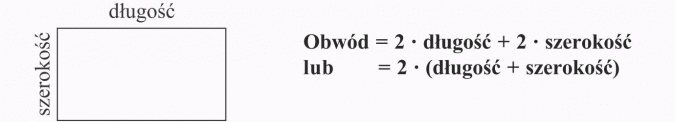 długość
szerokość
Obwód = 2 · długość + 2 · szerokość
lub = 2 · (długość + szerokość)